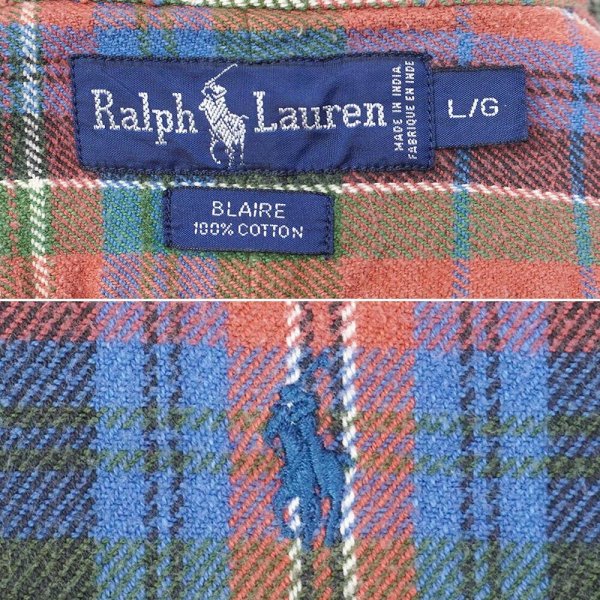 Ralph Lauren
MADE IN INDIA
FABRIQUE EN INDE
L/G
BLAIRE
100% COTTON